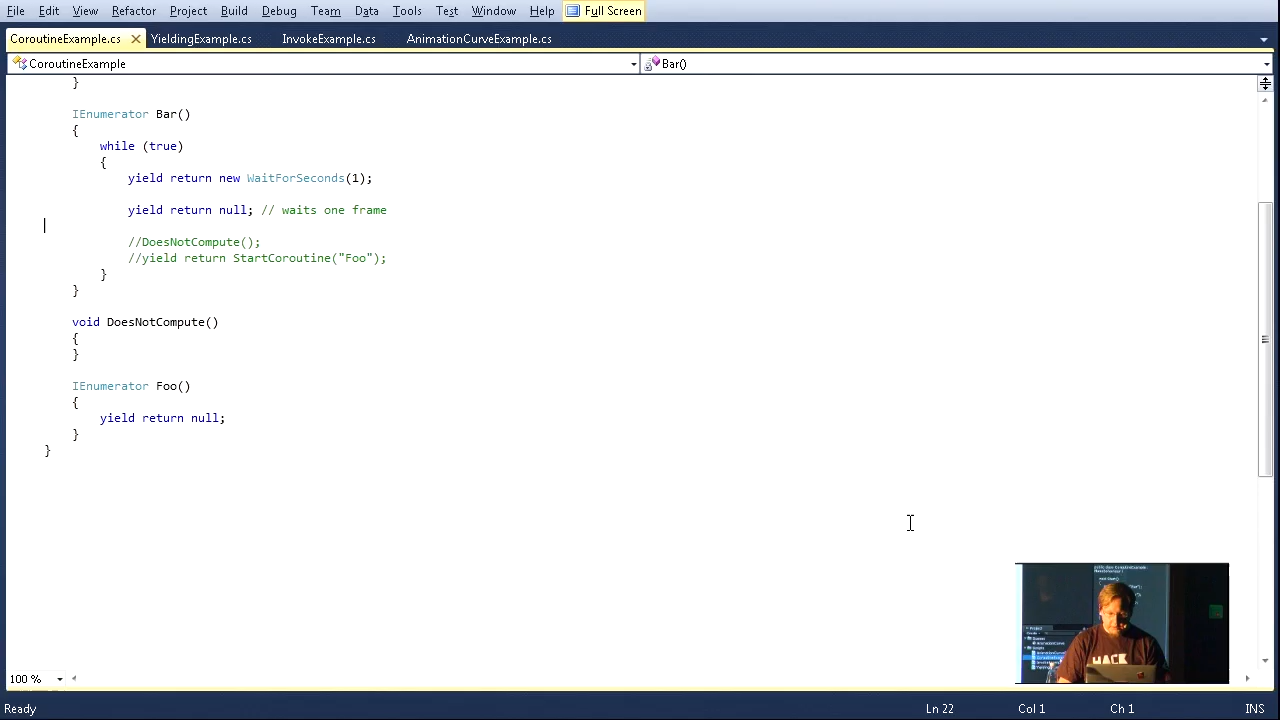 File Edit View Refactor Project Build Debug Team Data Tools Test Window Help Full Screen
CoroutineExample.cs YieldingExample.cs InvokeExample.cs AnimationCurveExample.cs
CoroutineExample Bar()
}
IEnumerator Bar()
{
while (true)
{
yield return new WaitForSeconds(1);
yield return null; // waits one frame
//DoesNotCompute();
//yield return StartCoroutine("Foo");
}
}
void DoesNotCompute()
{
}
IEnumerator Foo()
{
yield return null;
}
}
HACK
100 %
Ready Ln 22 Col 1 Ch 1 INS